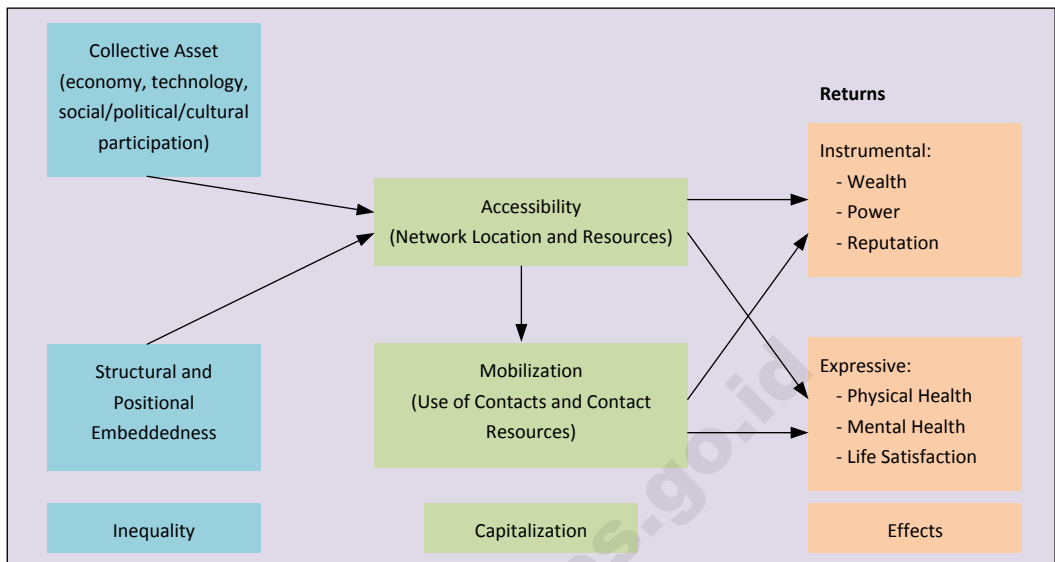 Collective Asset
(economy, technology,
social/political/cultural
participation)
Structural and
Positional
Embeddedness
Inequality
Accessibility
(Network Location and Resources)
Mobilization
(Use of Contacts and Contact
Resources)
Capitalization
Returns
Instrumental:
- Wealth
- Power
- Reputation
Expressive:
- Physical Health
- Mental Health
- Life Satisfaction
Effects